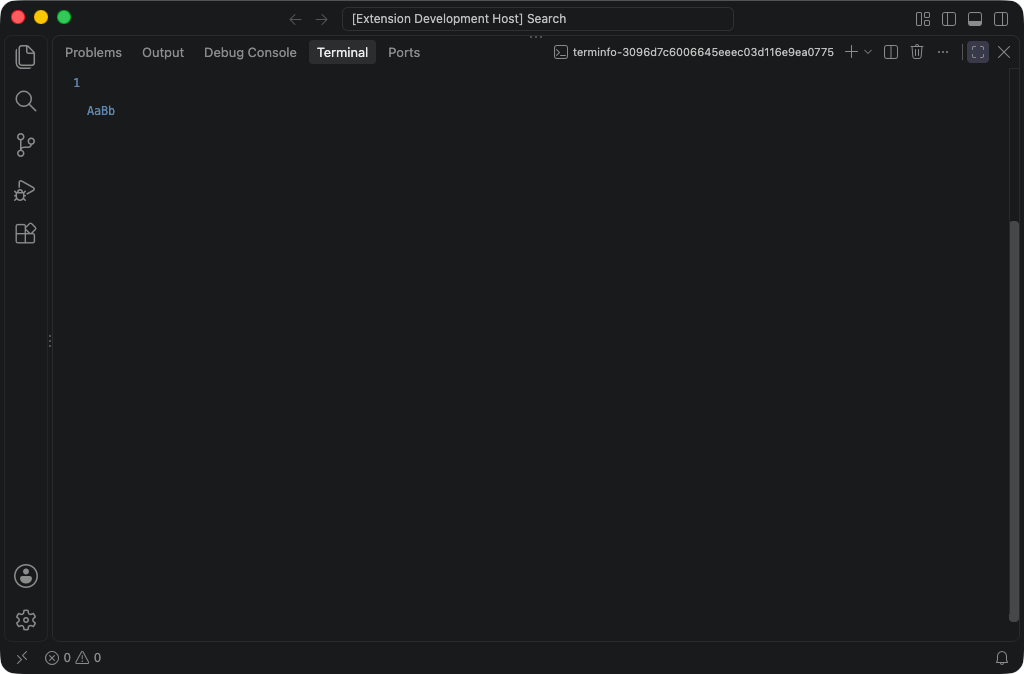 [Extension Development Host] Search
Problems Output Debug Console Terminal Ports
terminfo-3096d7c6006645eeec03d116e9ea0775
1
AaBb
0 0